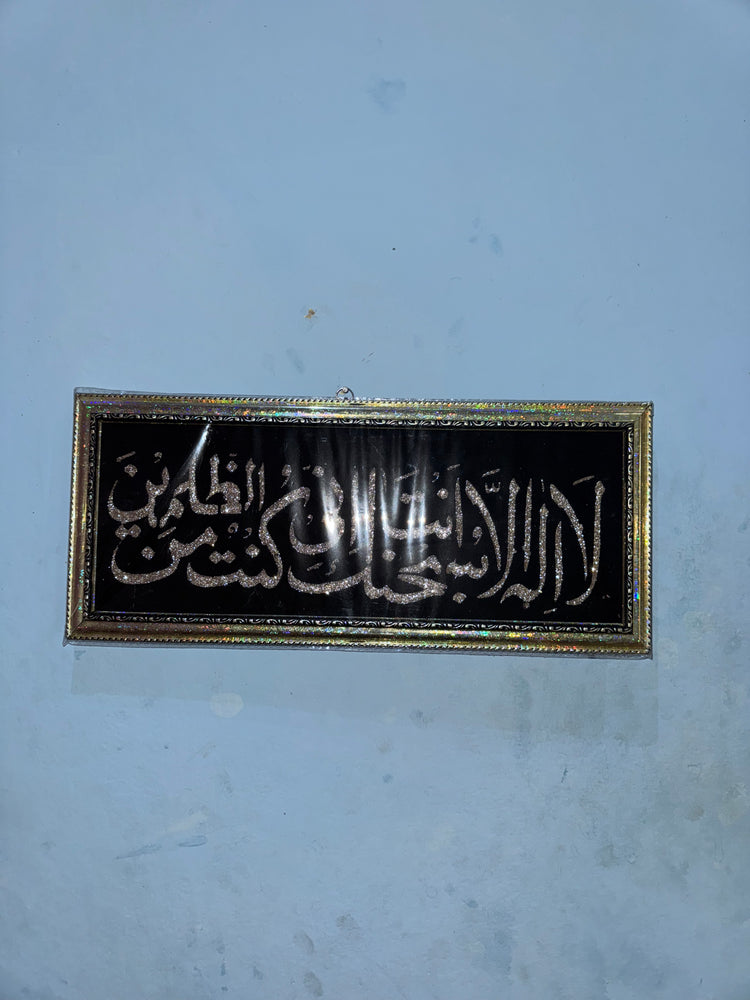 لا اله الا انت سبحنك انى كنت من الظلمين